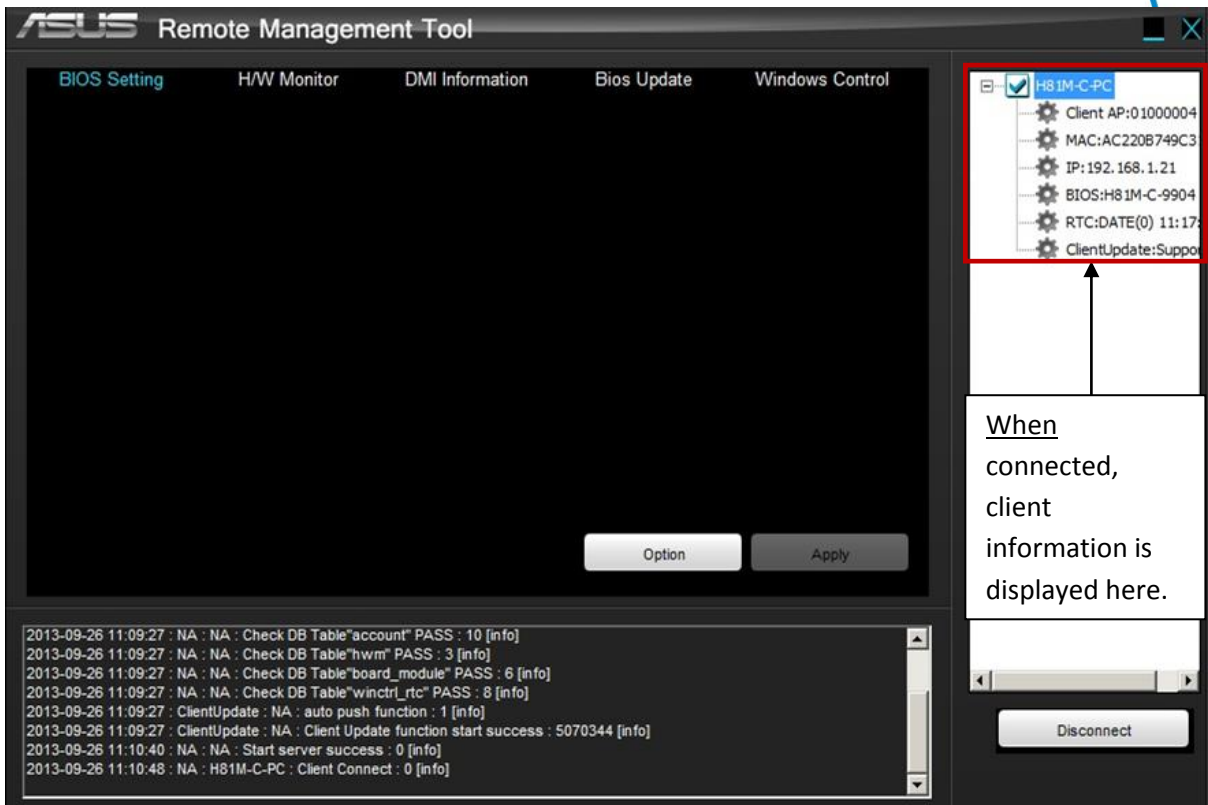 ASUS Remote Management Tool
BIOS Setting H/W Monitor DMI Information Bios Update Windows Control
H81M-C-PC
Client AP:01000004
MAC:AC220B749C3
IP:192.168.1.21
BIOS:H81M-C-9904
RTC:DATE(0) 11:17:
ClientUpdate:Suppor
When
connected,
client
information is
displayed here.
Option Apply
2013-09-26 11:09:27 : NA : NA : Check DB Table"account" PASS : 10 [info]
2013-09-26 11:09:27 : NA : NA : Check DB Table"hwm" PASS : 3 [info]
2013-09-26 11:09:27 : NA : NA : Check DB Table"board_module" PASS : 6 [info]
2013-09-26 11:09:27 : NA : NA : Check DB Table"winctrl_rtc" PASS : 8 [info]
2013-09-26 11:09:27 : ClientUpdate : NA : auto push function : 1 [info]
2013-09-26 11:09:27 : ClientUpdate : NA : Client Update function start success : 5070344 [info]
2013-09-26 11:10:40 : NA : NA : Start server success : 0 [info]
2013-09-26 11:10:48 : NA : H81M-C-PC : Client Connect : 0 [info]
Disconnect